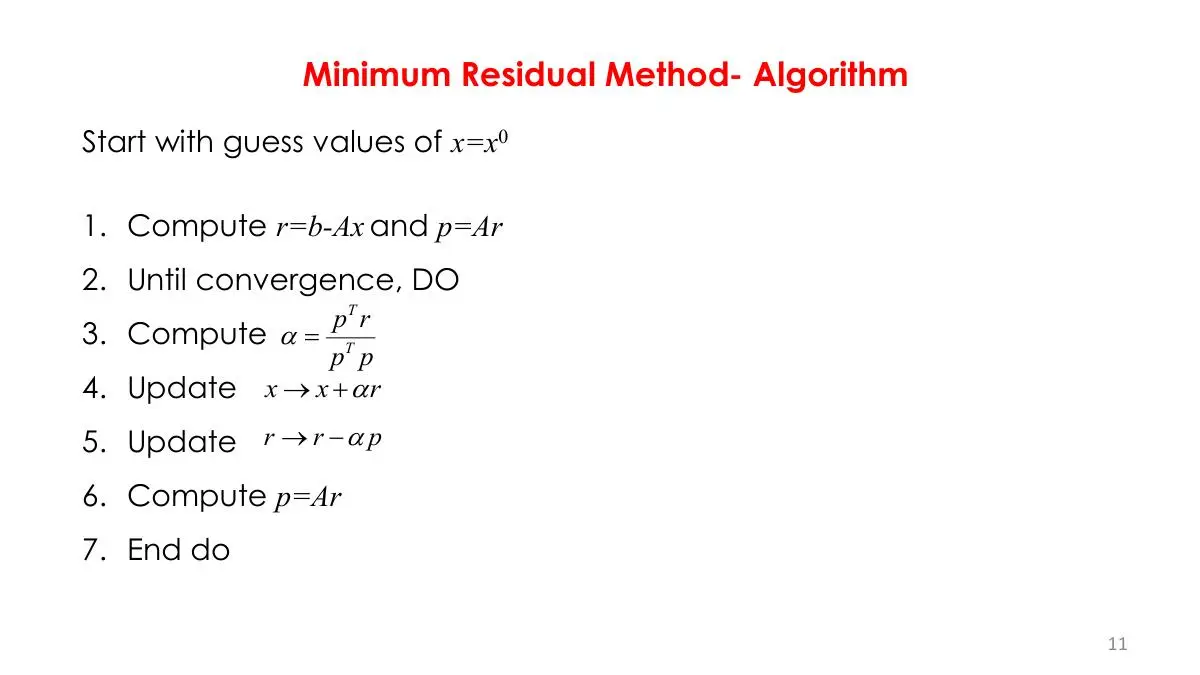 Minimum Residual Method- Algorithm
Start with guess values of x=x⁰
1. Compute r=b-Ax and p=Ar
2. Until convergence, DO
3. Compute α = pᵀr / pᵀp
4. Update x → x + αr
5. Update r → r − αp
6. Compute p=Ar
7. End do
11